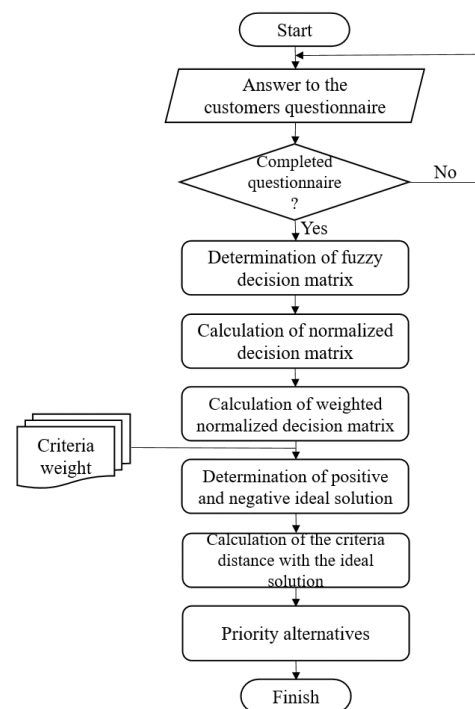 Start
Answer to the
customers questionnaire
Completed
questionnaire
?
No
Yes
Determination of fuzzy
decision matrix
Calculation of normalized
decision matrix
Calculation of weighted
normalized decision matrix
Criteria
weight
Determination of positive
and negative ideal solution
Calculation of the criteria
distance with the ideal
solution
Priority alternatives
Finish